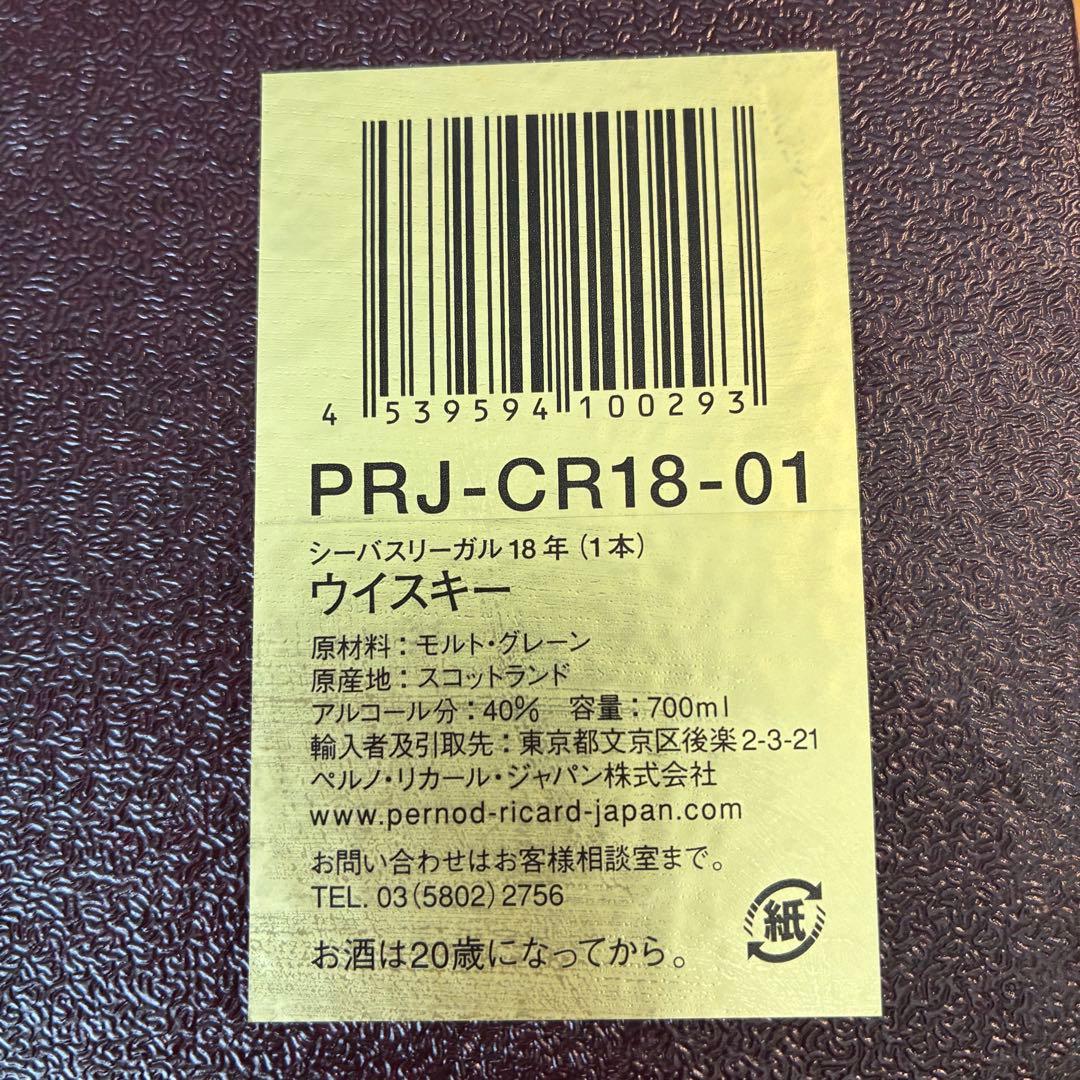 4 539594 100293
PRJ-CR18-01
シーバスリーガル18年(1本)
ウイスキー
原材料：モルト・グレーン
原産地：スコットランド
アルコール分：40% 容量：700ml
輸入者及引取先：東京都文京区後楽2-3-21
ペルノ・リカール・ジャパン株式会社
www.pernod-ricard-japan.com
お問い合わせはお客様相談室まで。
TEL. 03(5802)2756
紙
お酒は20歳になってから。